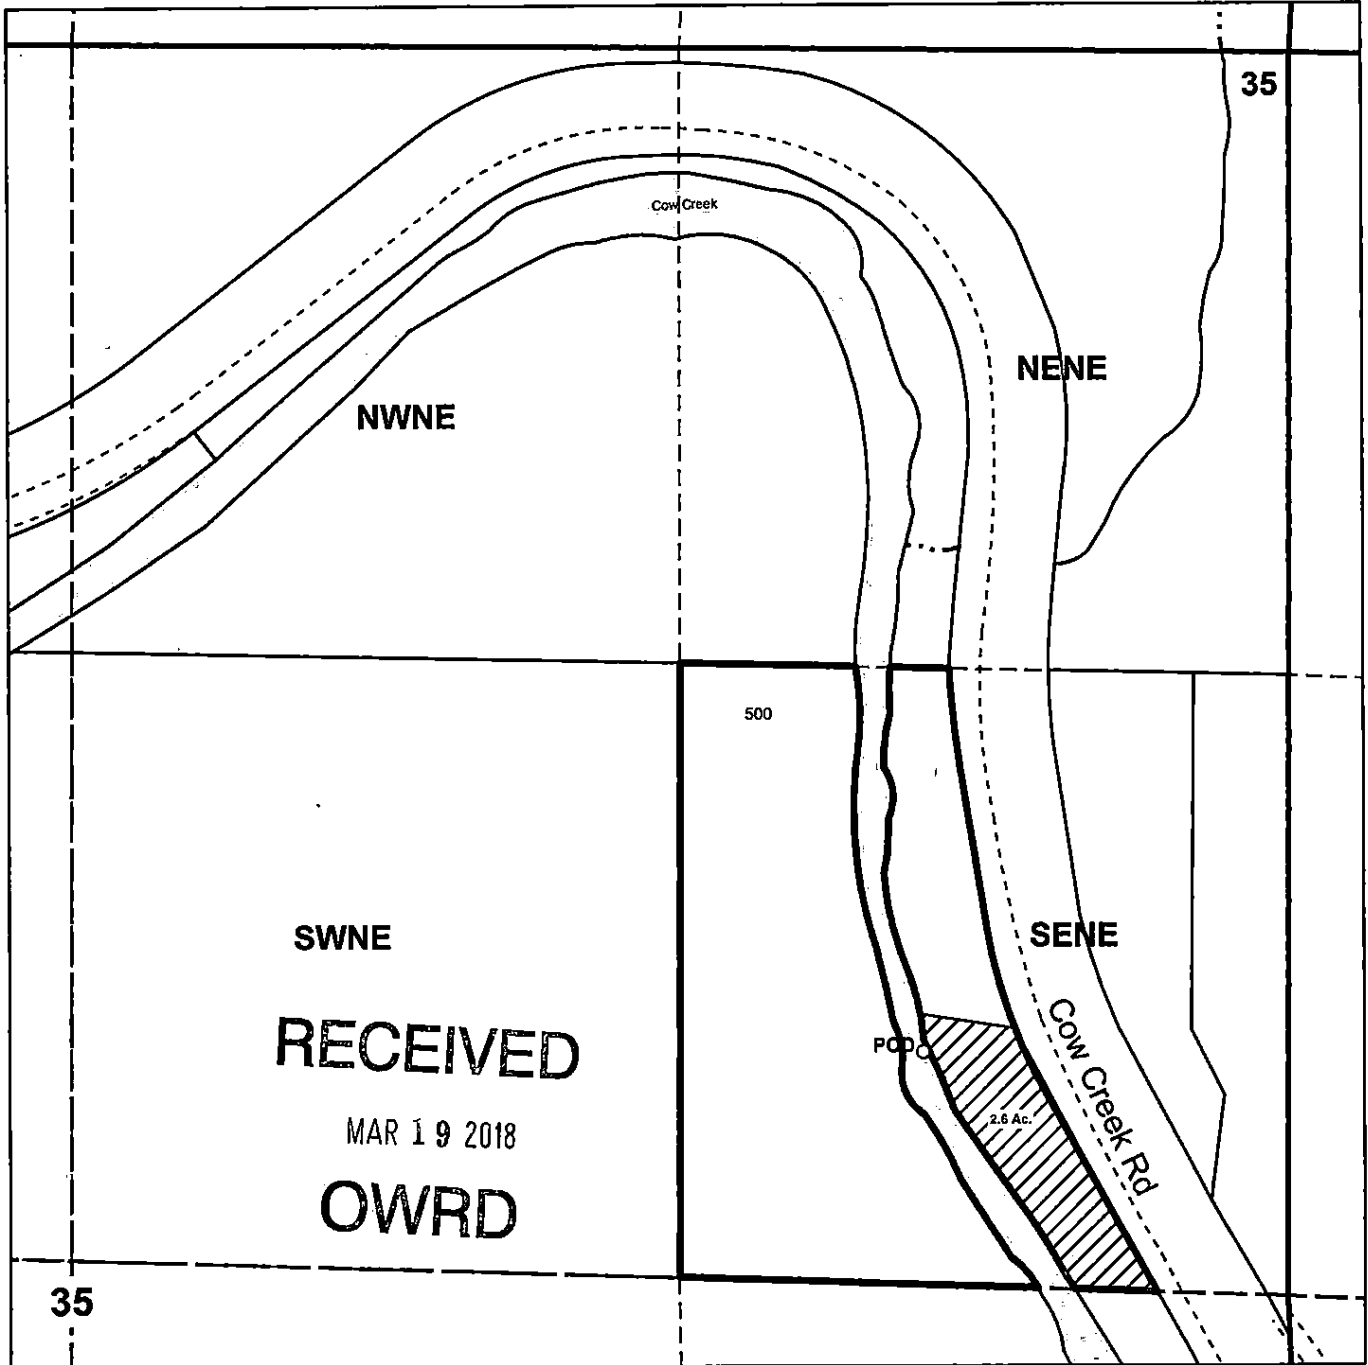 35
Cow Creek
NENE
NWNE
500
SWNE
SENE
RECEIVED
MAR 19 2018
OWRD
POD
2.6 Ac.
Cow Creek Rd
35